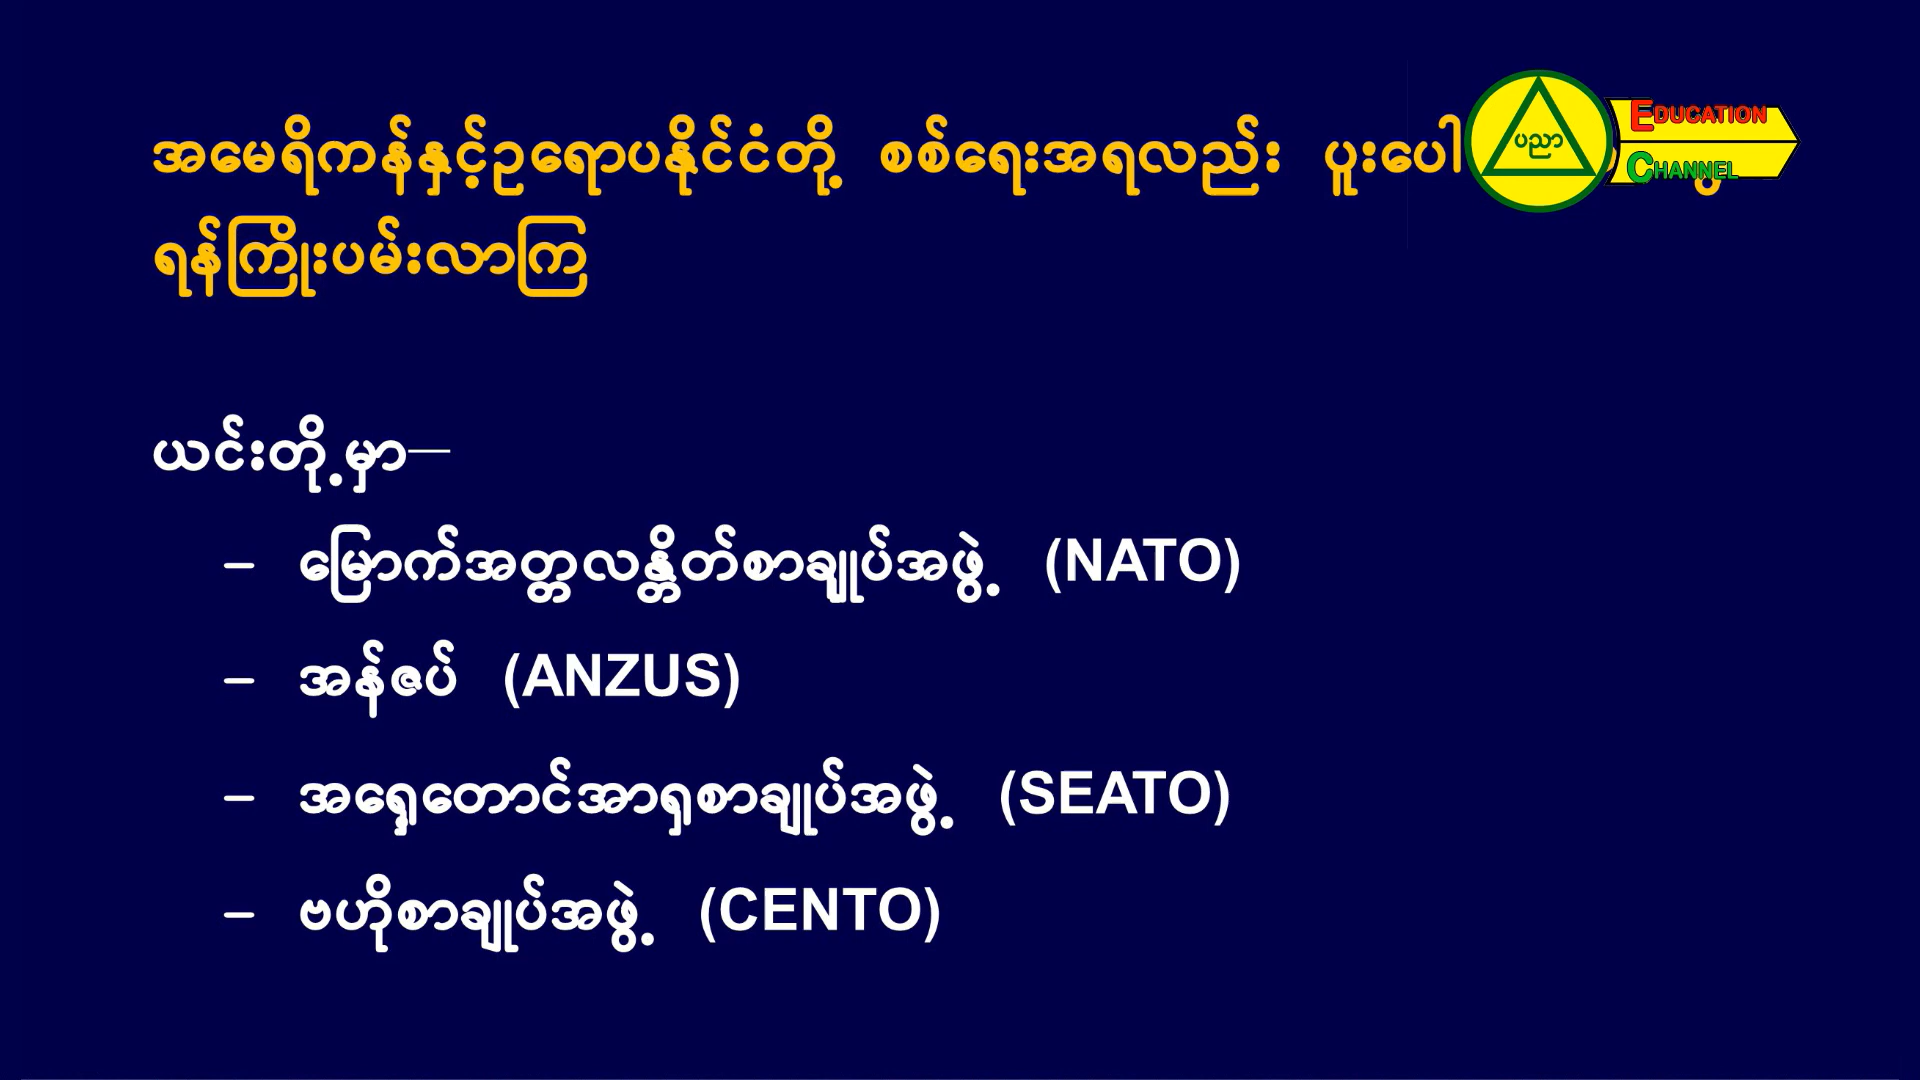 အမေရိကန်နှင့်ဥရောပနိုင်ငံတို့ စစ်ရေးအရလည်း
ရန်ကြိုးပမ်းလာကြ
ပညာ
EDUCATION
CHANNEL
ယင်းတို့မှာ—
– မြောက်အတ္တလန္တိတ်စာချုပ်အဖွဲ့ (NATO)
– အန်ဇပ် (ANZUS)
– အရှေ့တောင်အာရှစာချုပ်အဖွဲ့ (SEATO)
– ဗဟိုစာချုပ်အဖွဲ့ (CENTO)